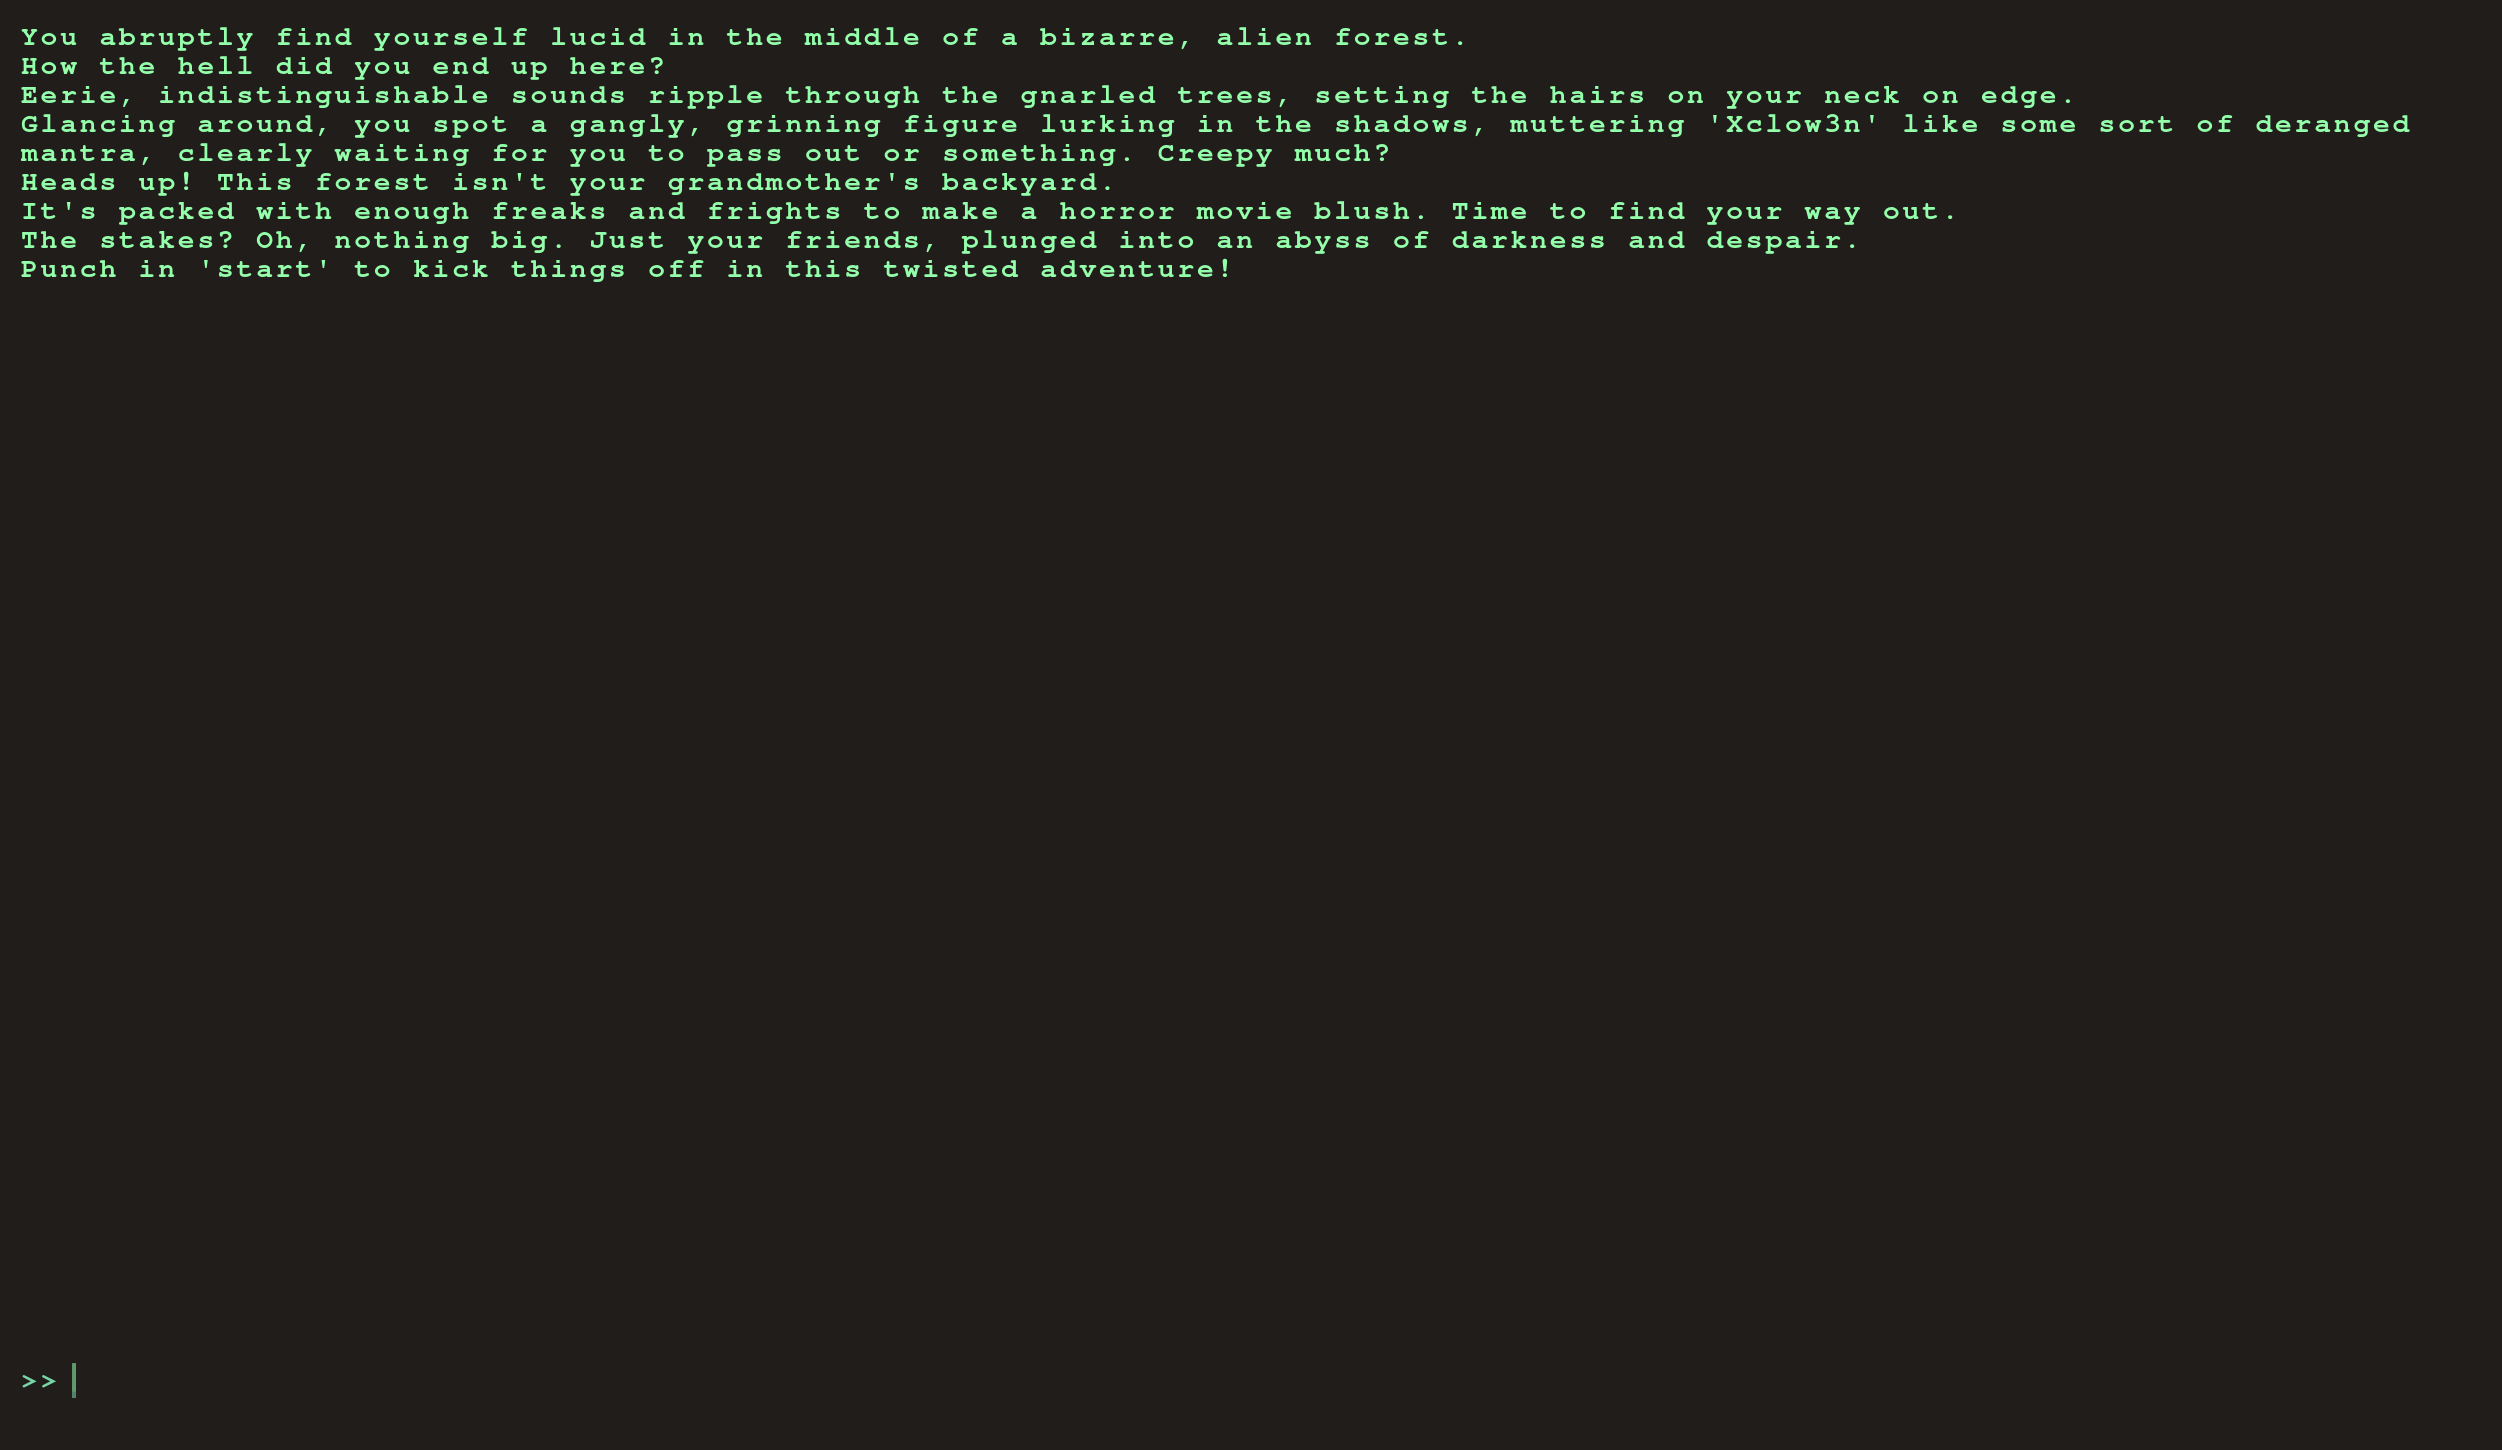 You abruptly find yourself lucid in the middle of a bizarre, alien forest.
How the hell did you end up here?
Eerie, indistinguishable sounds ripple through the gnarled trees, setting the hairs on your neck on edge.
Glancing around, you spot a gangly, grinning figure lurking in the shadows, muttering 'Xclow3n' like some sort of deranged
mantra, clearly waiting for you to pass out or something. Creepy much?
Heads up! This forest isn't your grandmother's backyard.
It's packed with enough freaks and frights to make a horror movie blush. Time to find your way out.
The stakes? Oh, nothing big. Just your friends, plunged into an abyss of darkness and despair.
Punch in 'start' to kick things off in this twisted adventure!
>>